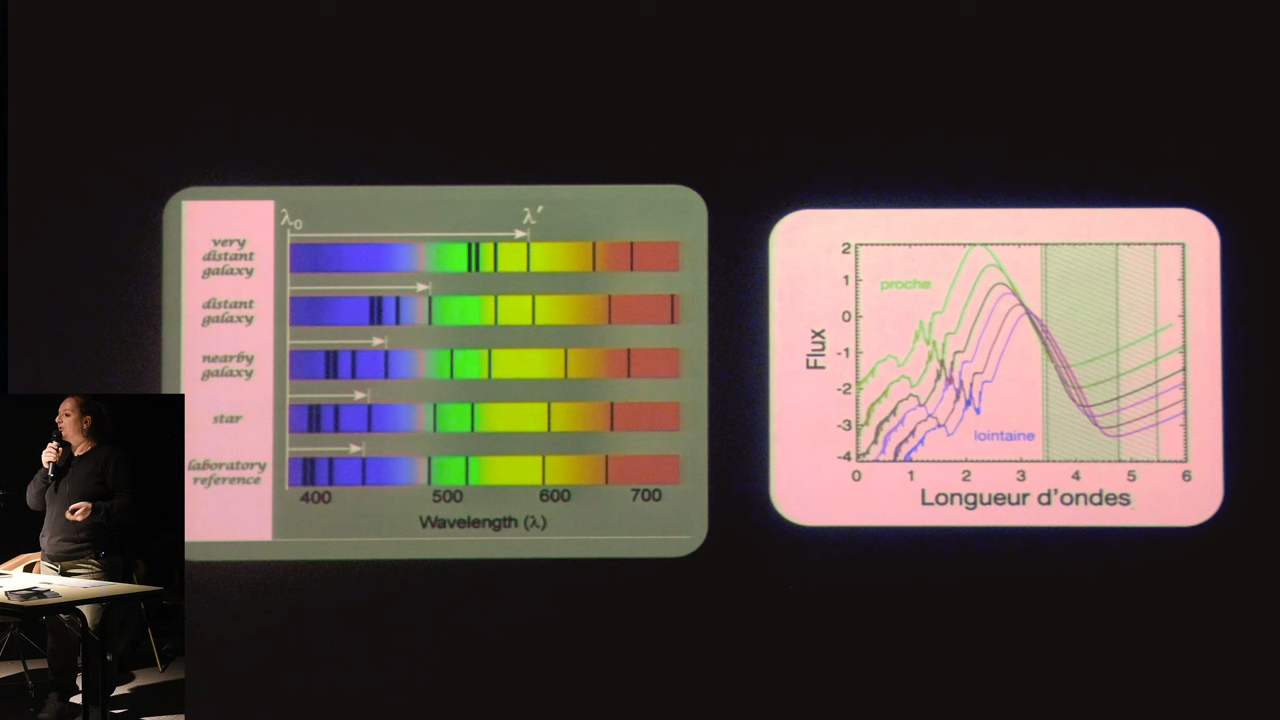 λ₀
λ′
very
distant
galaxy
distant
galaxy
nearby
galaxy
star
laboratory
reference
400 500 600 700
Wavelength (λ)
2
1
0
-1
-2
-3
-4
proche
lointaine
Flux
0 1 2 3 4 5 6
Longueur d'ondes